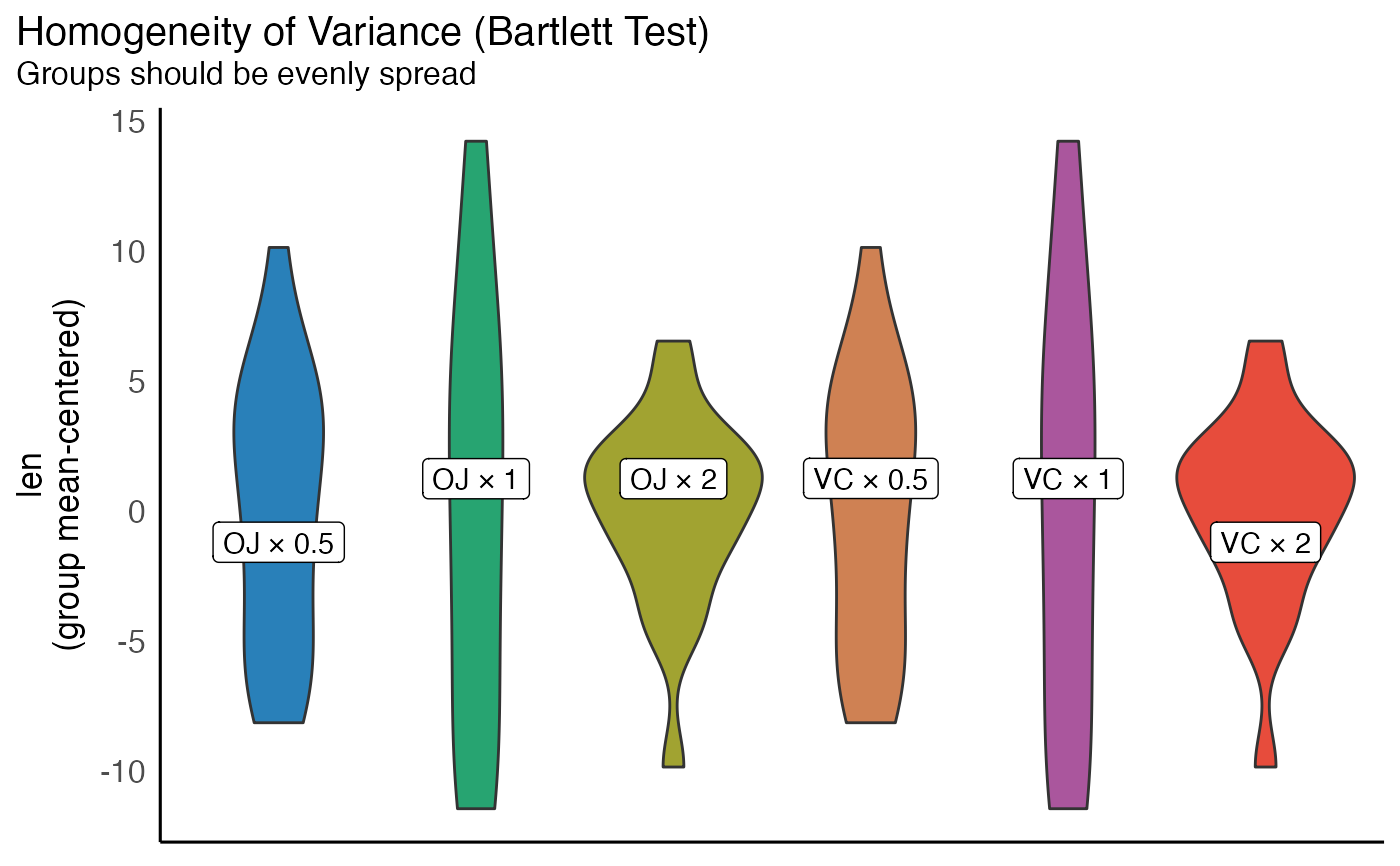 Homogeneity of Variance (Bartlett Test)
Groups should be evenly spread
15
10
5
0
-5
-10
len
(group mean-centered)
OJ × 0.5
OJ × 1
OJ × 2
VC × 0.5
VC × 1
VC × 2